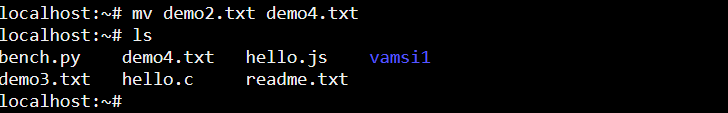 localhost:~# mv demo2.txt demo4.txt
localhost:~# ls
bench.py    demo4.txt   hello.js    vamsi1
demo3.txt   hello.c     readme.txt
localhost:~#